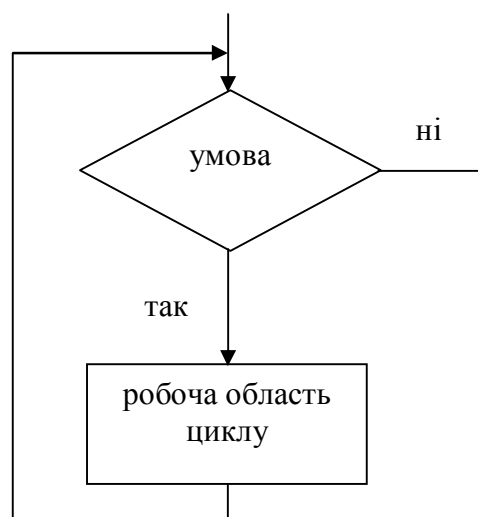 умова
ні
так
робоча область
циклу